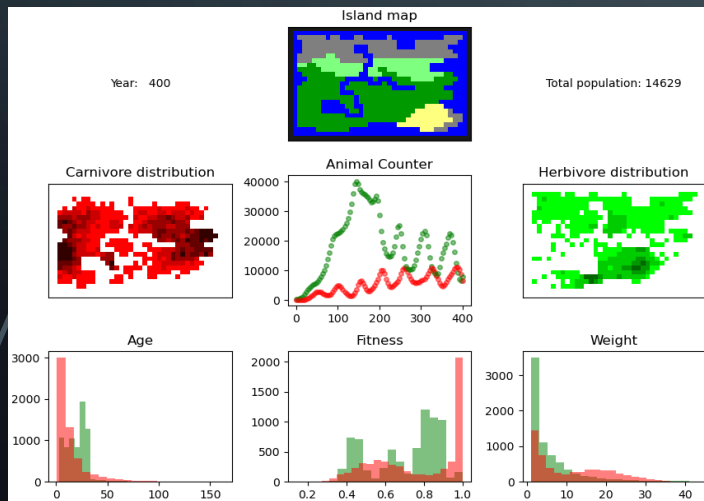 Island map
Year: 400
Total population: 14629
Carnivore distribution
Animal Counter
Herbivore distribution
40000
30000
20000
10000
0
0 100 200 300 400
Age
Fitness
Weight
3000
2000
1000
0
0 50 100 150
2000
1500
1000
500
0
0.2 0.4 0.6 0.8 1.0
3000
2000
1000
0
0 10 20 30 40